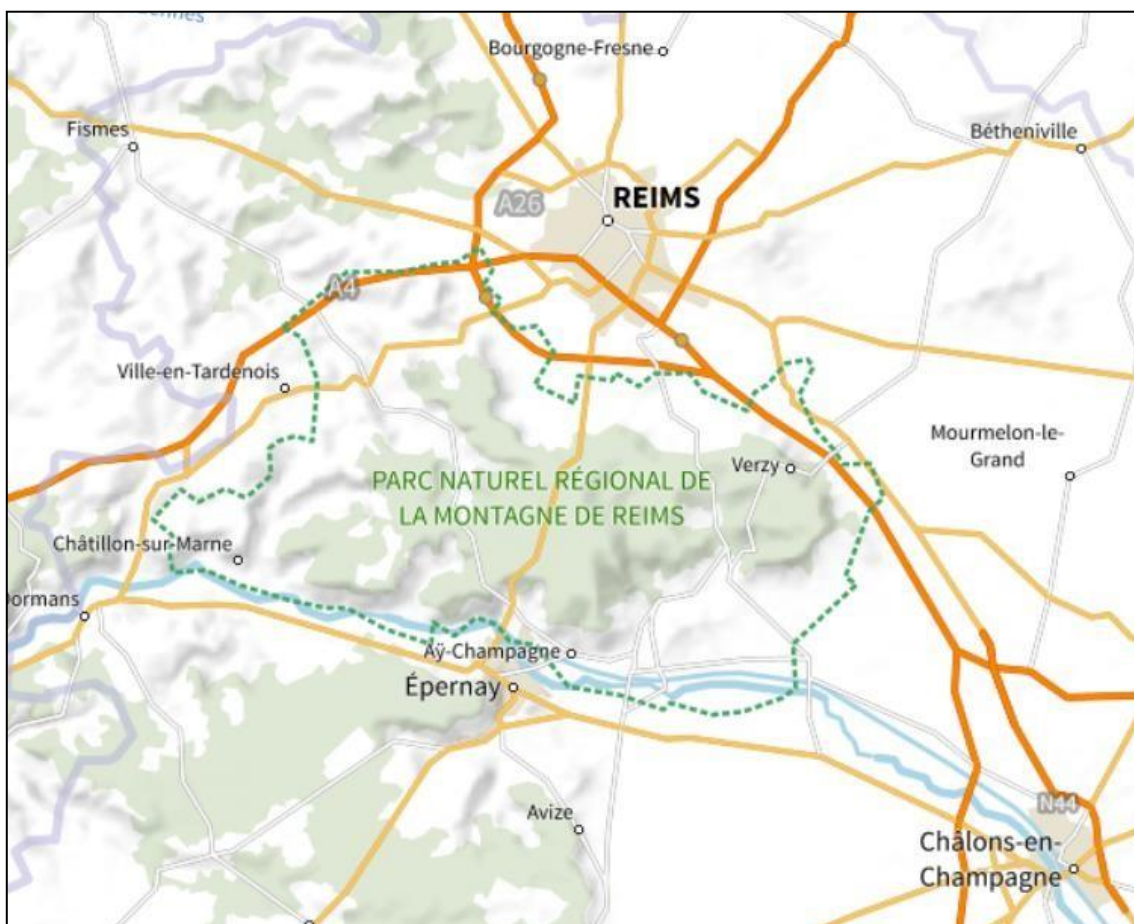 Bourgogne-Fresne
Fismes
Bétheniville
A26
REIMS
A4
Ville-en-Tardenois
Mourmelon-le-
Grand
Verzy
PARC NATUREL RÉGIONAL DE
LA MONTAGNE DE REIMS
Châtillon-sur-Marne
Aÿ-Champagne
Épernay
Avize
N44
Châlons-en-
Champagne